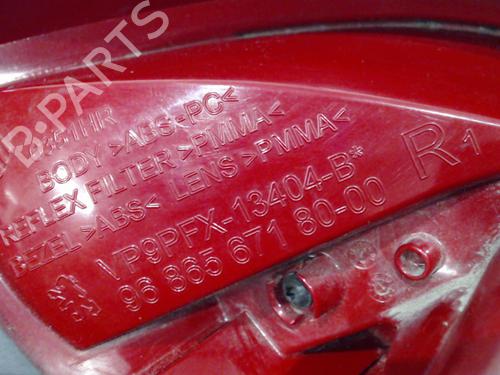 B-PARTS
BODY >ABS-PC<
REFLEX FILTER >PMMA<
BEZEL >ABS< LENS >PMMA<
VP9PFX-13404-B*
96 865 671 80-00
R 1